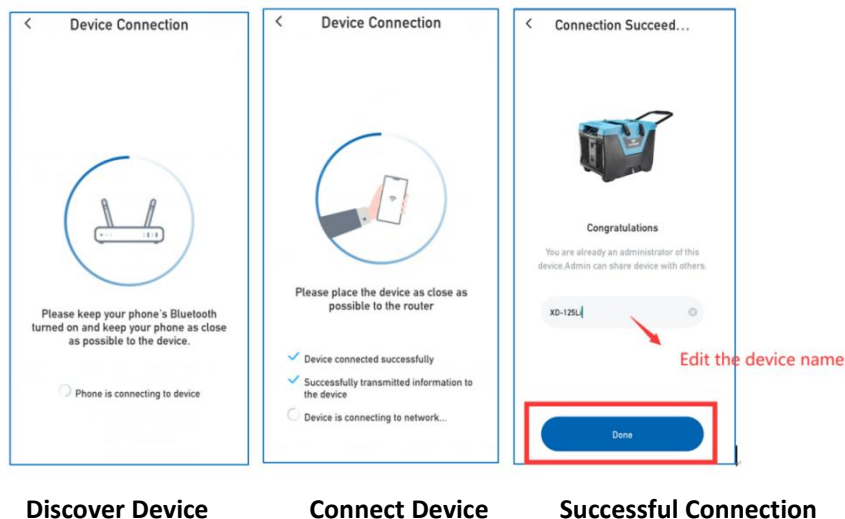 Device Connection
Please keep your phone's Bluetooth
turned on and keep your phone as close
as possible to the device.
Phone is connecting to device
Device Connection
Please place the device as close as
possible to the router
Device connected successfully
Successfully transmitted information to
the device
Device is connecting to network...
Connection Succeed...
Congratulations
You are already an administrator of this
device,Admin can share device with others.
XD-125Li
Edit the device name
Done
Discover Device
Connect Device
Successful Connection